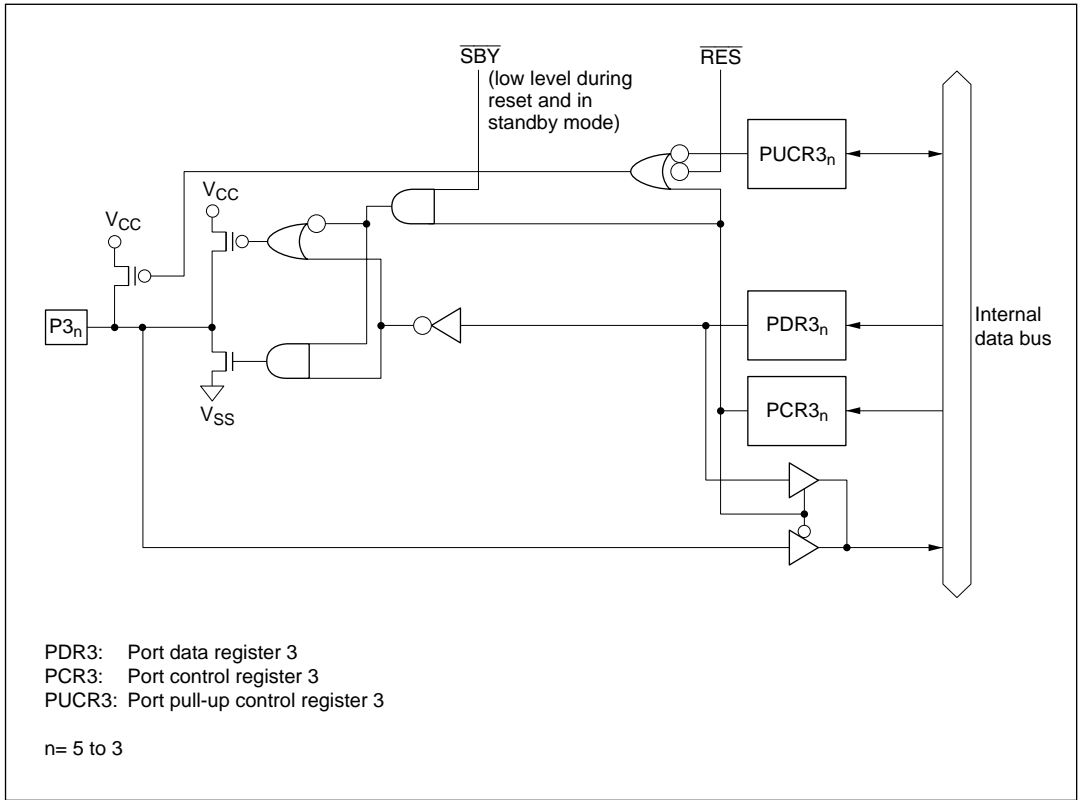 SBY
(low level during
reset and in
standby mode)
RES
PUCR3n
VCC
VCC
P3n
PDR3n
Internal
data bus
PCR3n
VSS
PDR3: Port data register 3
PCR3: Port control register 3
PUCR3: Port pull-up control register 3
n= 5 to 3